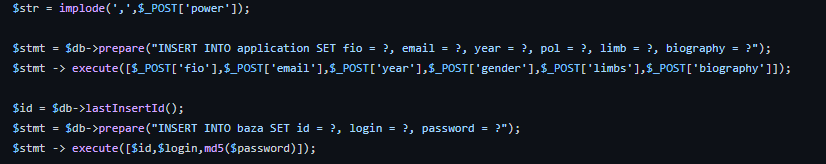 $str = implode(',',$_POST['power']);
$stmt = $db->prepare("INSERT INTO application SET fio = ?, email = ?, year = ?, pol = ?, limb = ?, biography = ?");
$stmt -> execute([$_POST['fio'],$_POST['email'],$_POST['year'],$_POST['gender'],$_POST['limbs'],$_POST['biography']]);
$id = $db->lastInsertId();
$stmt = $db->prepare("INSERT INTO baza SET id = ?, login = ?, password = ?");
$stmt -> execute([$id,$login,md5($password)]);